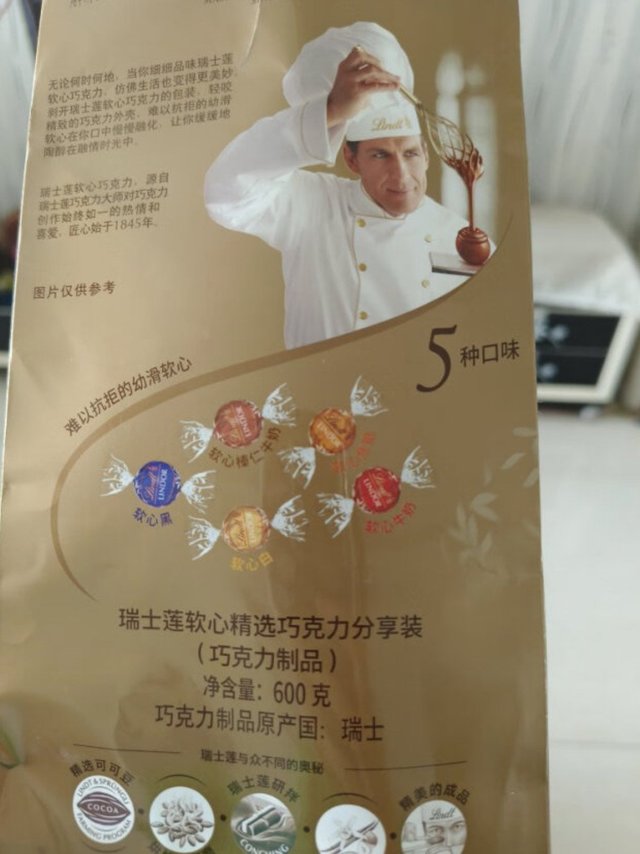 无论何时何地，当你细细品味瑞士莲
软心巧克力，仿佛生活也变得更美妙
剥开瑞士莲软心巧克力的包装，轻咬
精致的巧克力外壳，难以抗拒的幼滑
软心在你口中慢慢融化，让你缓缓地
陶醉在融情时光中。
瑞士莲软心巧克力，源自
瑞士莲巧克力大师对巧克力
创作始终如一的热情和
喜爱，匠心始于1845年。
图片仅供参考
Lindt
5种口味
难以抗拒的幼滑软心
Lindt
LINDOR
软心黑
软心榛仁牛奶
软心白
Lindt
LINDOR
软心牛奶
瑞士莲软心精选巧克力分享装
（巧克力制品）
净含量：600 克
巧克力制品原产国：瑞士
瑞士莲与众不同的奥秘
精选可可豆
LINDT & SPRÜNGLI
COCOA
FARMING PROGRAM
瑞士莲研拌
CONCHING
精美的成品
Lindt